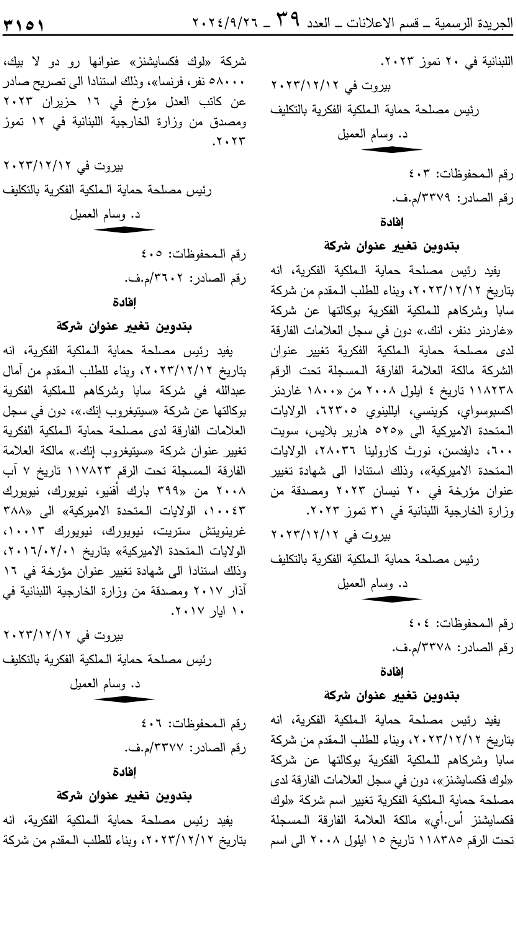 الجريدة الرسمية ــ قسم الاعلانات ــ العدد ٣٩ ــ ٢٠٢٤/٩/٢٦
٣١٥١
اللبنانية في ٢٠ تموز ٢٠٢٣.
بيروت في ٢٠٢٣/١٢/١٢
رئيس مصلحة حماية الملكية الفكرية بالتكليف
د. وسام العميل
رقم المحفوظات: ٤٠٣
رقم الصادر: ٣٣٧٩/م.ف.
إفادة
بتدوين تغيير عنوان شركة
يفيد رئيس مصلحة حماية الملكية الفكرية، انه
بتاريخ ٢٠٢٣/١٢/١٢، وبناء للطلب المقدم من شركة
سابا وشركاهم للملكية الفكرية بوكالتها عن شركة
«غاردنر دنفر، انك.» دون في سجل العلامات الفارقة
لدى مصلحة حماية الملكية الفكرية تغيير عنوان
الشركة مالكة العلامة الفارقة المسجلة تحت الرقم
١١٨٢٣٨ تاريخ ٤ ايلول ٢٠٠٨ من «١٨٠٠ غاردنر
اكسبوسواي، كوينسي، ايللينوي ٦٢٣٠٥، الولايات
المتحدة الاميركية الى «٥٢٥ هاربر بلايس، سويت
٦٠٠، دايفدسن، نورث كارولينا ٢٨٠٣٦، الولايات
المتحدة الاميركية»، وذلك استنادا الى شهادة تغيير
عنوان مؤرخة في ٢٠ نيسان ٢٠٢٣ ومصدقة من
وزارة الخارجية اللبنانية في ٣١ تموز ٢٠٢٣.
بيروت في ٢٠٢٣/١٢/١٢
رئيس مصلحة حماية الملكية الفكرية بالتكليف
د. وسام العميل
رقم المحفوظات: ٤٠٤
رقم الصادر: ٣٣٧٨/م.ف.
إفادة
بتدوين تغيير عنوان شركة
يفيد رئيس مصلحة حماية الملكية الفكرية، انه
بتاريخ ٢٠٢٣/١٢/١٢، وبناء للطلب المقدم من شركة
سابا وشركاهم للملكية الفكرية بوكالتها عن شركة
«لوك فكسايشنز»، دون في سجل العلامات الفارقة لدى
مصلحة حماية الملكية الفكرية تغيير اسم شركة «لوك
فكسايشنز أس.أي» مالكة العلامة الفارقة المسجلة
تحت الرقم ١١٨٣٨٥ تاريخ ١٥ ايلول ٢٠٠٨ الى اسم
شركة «لوك فكسايشنز» عنوانها رو دو لا بيك،
٥٨٠٠٠ نفر، فرنسا»، وذلك استنادا الى تصريح صادر
عن كاتب العدل مؤرخ في ١٦ حزيران ٢٠٢٣
ومصدق من وزارة الخارجية اللبنانية في ١٢ تموز
٢٠٢٣.
بيروت في ٢٠٢٣/١٢/١٢
رئيس مصلحة حماية الملكية الفكرية بالتكليف
د. وسام العميل
رقم المحفوظات: ٤٠٥
رقم الصادر: ٣٦٠٢/م.ف.
إفادة
بتدوين تغيير عنوان شركة
يفيد رئيس مصلحة حماية الملكية الفكرية، انه
بتاريخ ٢٠٢٣/١٢/١٢، وبناء للطلب المقدم من آمال
عبدالله في شركة سابا وشركاهم للملكية الفكرية
بوكالتها عن شركة «سيتيغروب إنك.»، دون في سجل
العلامات الفارقة لدى مصلحة حماية الملكية الفكرية
تغيير عنوان شركة «سيتيغروب إنك.» مالكة العلامة
الفارقة المسجلة تحت الرقم ١١٧٨٢٣ تاريخ ٧ آب
٢٠٠٨ من «٣٩٩ بارك أفنيو، نيويورك، نيويورك
١٠٠٤٣، الولايات المتحدة الاميركية» الى «٣٨٨
غرينويتش ستريت، نيويورك، نيويورك ١٠٠١٣،
الولايات المتحدة الاميركية» بتاريخ ٢٠١٦/٠٢/٠١،
وذلك استنادا الى شهادة تغيير عنوان مؤرخة في ١٦
آذار ٢٠١٧ ومصدقة من وزارة الخارجية اللبنانية في
١٠ ايار ٢٠١٧.
بيروت في ٢٠٢٣/١٢/١٢
رئيس مصلحة حماية الملكية الفكرية بالتكليف
د. وسام العميل
رقم المحفوظات: ٤٠٦
رقم الصادر: ٣٣٧٧/م.ف.
إفادة
بتدوين تغيير عنوان شركة
يفيد رئيس مصلحة حماية الملكية الفكرية، انه
بتاريخ ٢٠٢٣/١٢/١٢، وبناء للطلب المقدم من شركة